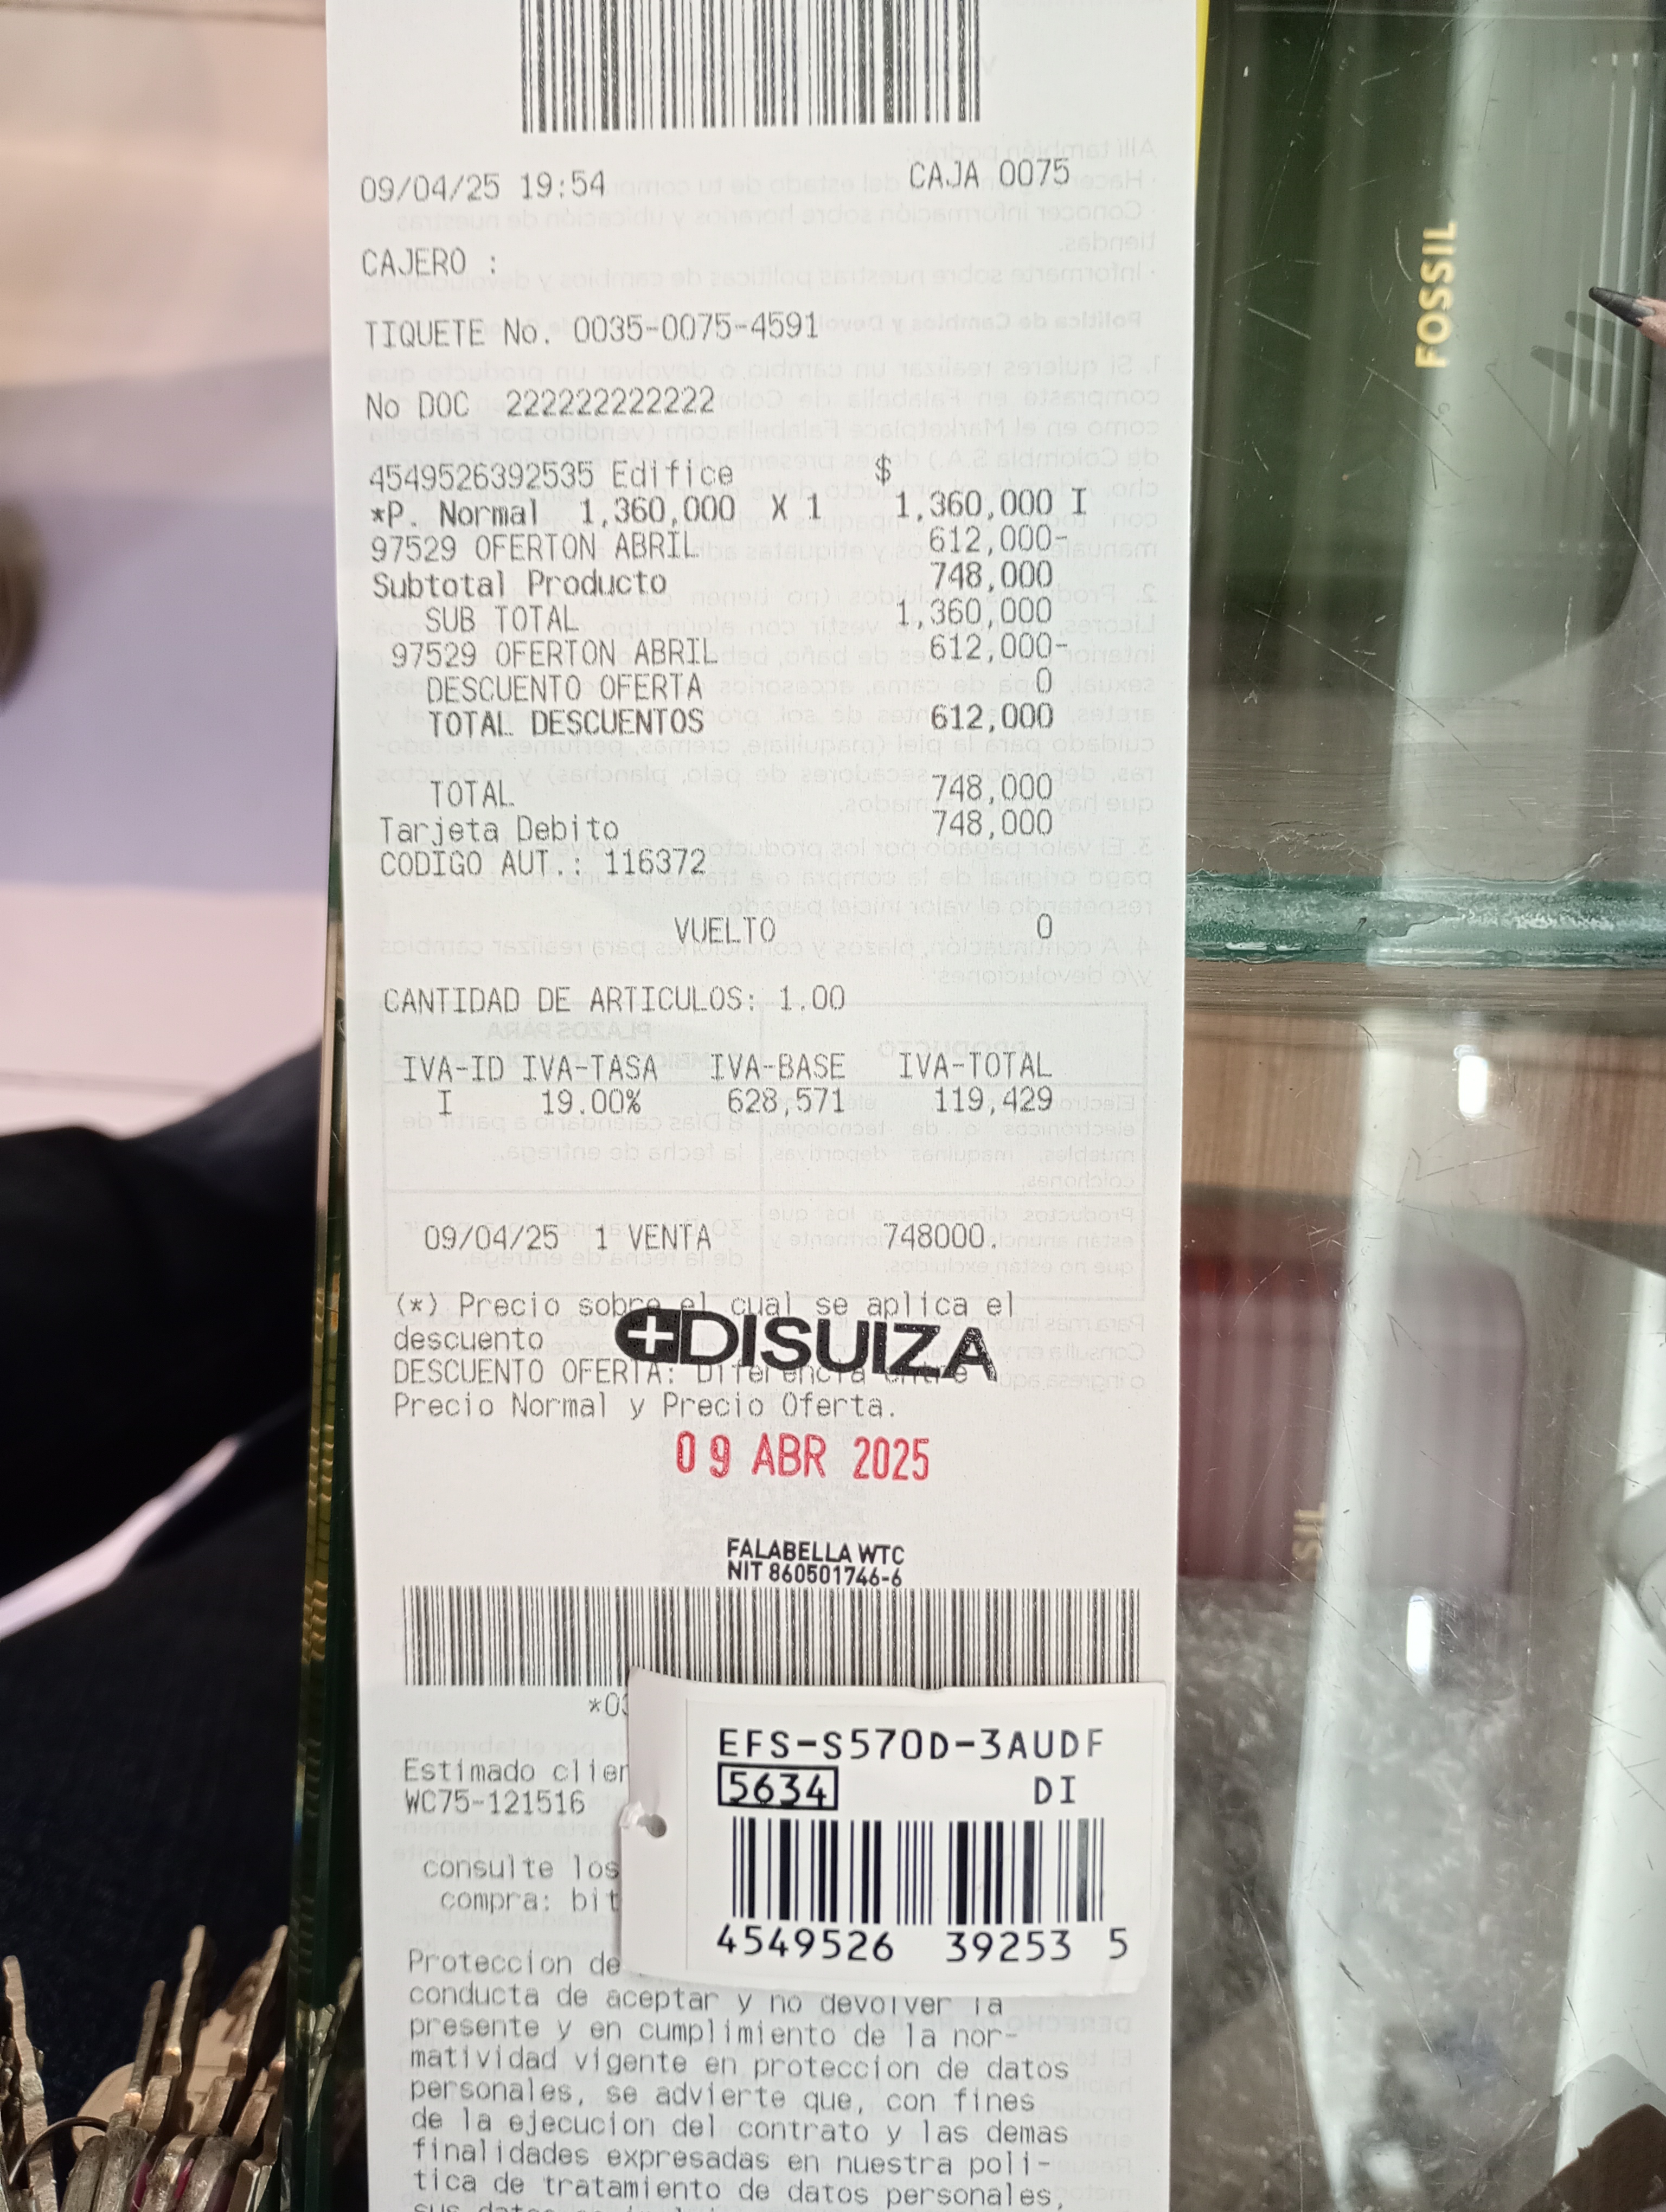 09/04/25 19:54 CAJA 0075
CAJERO :
TIQUETE No. 0035-0075-4591
No DOC 222222222222
4549526392535 Edifice $
*P. Normal 1,360,000 X 1 1,360,000 I
97529 OFERTON ABRIL 612,000-
Subtotal Producto 748,000
SUB TOTAL 1,360,000
97529 OFERTON ABRIL 612,000-
DESCUENTO OFERTA 0
TOTAL DESCUENTOS 612,000
TOTAL 748,000
Tarjeta Debito 748,000
CODIGO AUT.: 116372
VUELTO 0
CANTIDAD DE ARTICULOS: 1.00
IVA-ID IVA-TASA IVA-BASE IVA-TOTAL
I 19.00% 628,571 119,429
09/04/25 1 VENTA 748000.
(*) Precio sobre el cual se aplica el
descuento
DISUIZA
DESCUENTO OFERTA: Diferencia entre
Precio Normal y Precio Oferta.
09 ABR 2025
FALABELLA WTC
NIT 860501746-6
Estimado clien
WC75-121516
consulte los
compra: bit
EFS-S570D-3AUDF
5634 DI
4549526 39253 5
Proteccion de
conducta de aceptar y no devolver la
presente y en cumplimiento de la nor-
matividad vigente en proteccion de datos
personales, se advierte que, con fines
de la ejecucion del contrato y las demas
finalidades expresadas en nuestra poli-
tica de tratamiento de datos personales,
FOSSIL
SIL